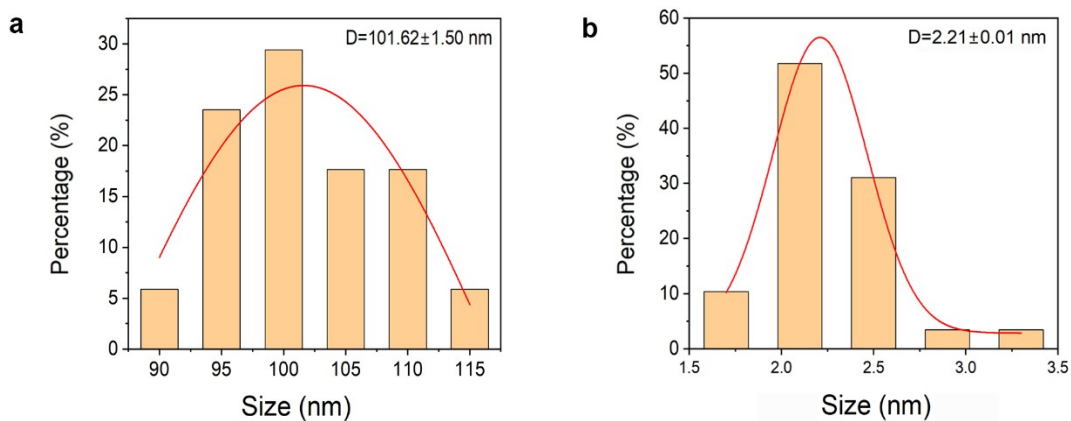 a
D=101.62±1.50 nm
Percentage (%)
30
25
20
15
10
5
0
90 95 100 105 110 115
Size (nm)
b
D=2.21±0.01 nm
Percentage (%)
60
50
40
30
20
10
0
1.5 2.0 2.5 3.0 3.5
Size (nm)